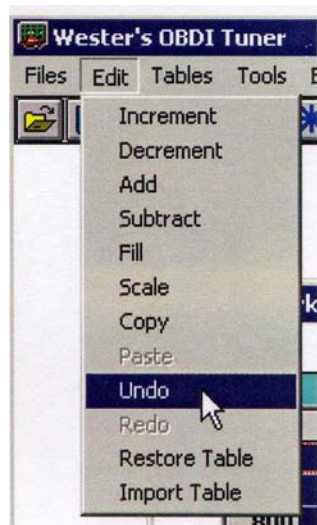 Wester's OBDI Tuner
Files Edit Tables Tools
Increment
Decrement
Add
Subtract
Fill
Scale
Copy
Paste
Undo
Redo
Restore Table
Import Table
800